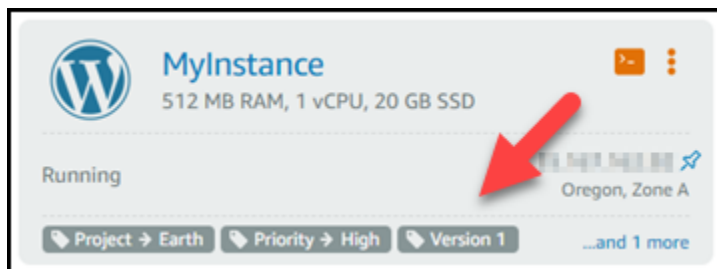 MyInstance
512 MB RAM, 1 vCPU, 20 GB SSD
Running
Oregon, Zone A
Project → Earth Priority → High Version 1 ...and 1 more